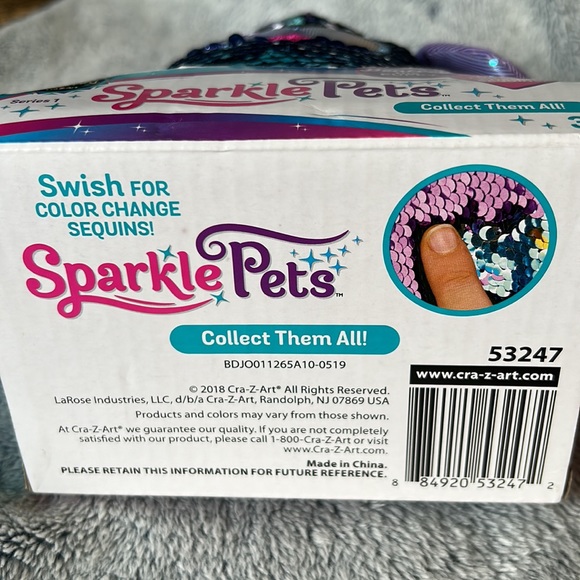 Series 1
Sparkle Pets™
Collect Them All!
Swish FOR
COLOR CHANGE
SEQUINS!
Sparkle Pets™
Collect Them All!
BDJO011265A10-0519
53247
www.cra-z-art.com
© 2018 Cra-Z-Art® All Rights Reserved.
LaRose Industries, LLC, d/b/a Cra-Z-Art, Randolph, NJ 07869 USA
Products and colors may vary from those shown.
At Cra-Z-Art® we guarantee our quality. If you are not completely
satisfied with our product, please call 1-800-Cra-Z-Art or visit
www.Cra-Z-Art.com.
Made in China.
PLEASE RETAIN THIS INFORMATION FOR FUTURE REFERENCE.
8 84920 53247 2